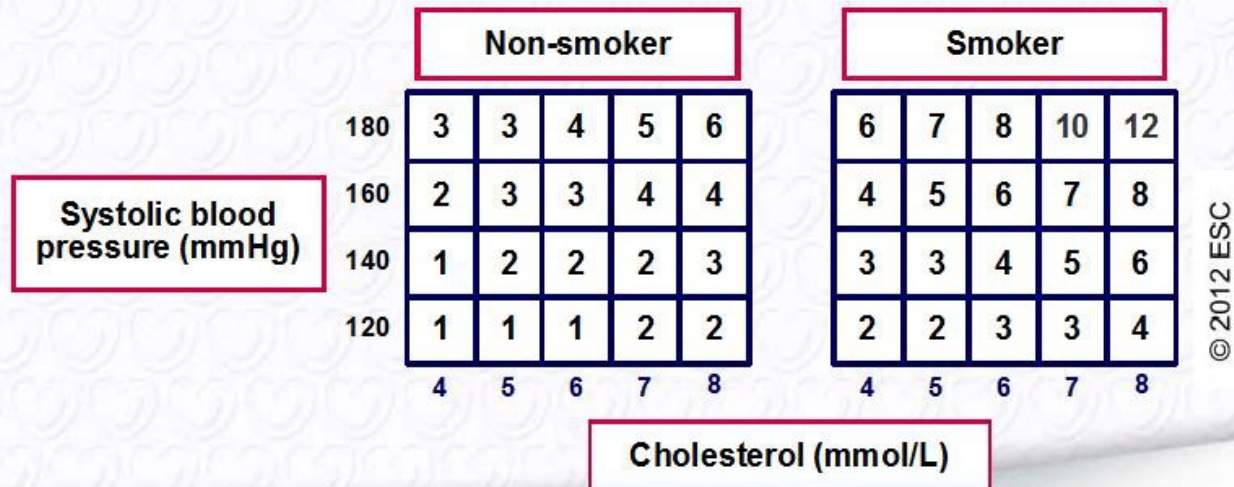 Non-smoker Smoker
180 3 3 4 5 6 6 7 8 10 12
160 2 3 3 4 4 4 5 6 7 8
Systolic blood
pressure (mmHg)
140 1 2 2 2 3 3 3 4 5 6
120 1 1 1 2 2 2 2 3 3 4
4 5 6 7 8 4 5 6 7 8
Cholesterol (mmol/L)
© 2012 ESC